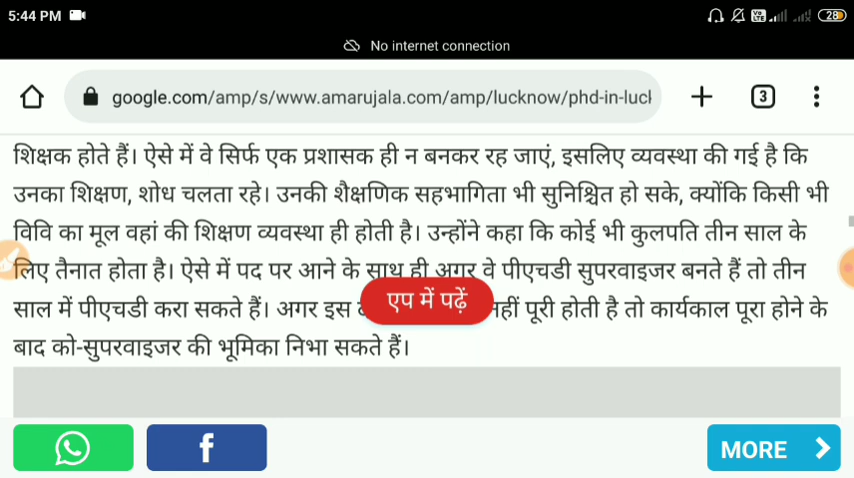 5:44 PM
Vo LTE
28
No internet connection
google.com/amp/s/www.amarujala.com/amp/lucknow/phd-in-luck
3
शिक्षक होते हैं। ऐसे में वे सिर्फ एक प्रशासक ही न बनकर रह जाएं, इसलिए व्यवस्था की गई है कि
उनका शिक्षण, शोध चलता रहे। उनकी शैक्षणिक सहभागिता भी सुनिश्चित हो सके, क्योंकि किसी भी
विवि का मूल वहां की शिक्षण व्यवस्था ही होती है। उन्होंने कहा कि कोई भी कुलपति तीन साल के
लिए तैनात होता है। ऐसे में पद पर आने के साथ ही अगर वे पीएचडी सुपरवाइजर बनते हैं तो तीन
साल में पीएचडी करा सकते हैं। अगर इस नहीं पूरी होती है तो कार्यकाल पूरा होने के
एप में पढ़ें
बाद को-सुपरवाइजर की भूमिका निभा सकते हैं।
f
MORE